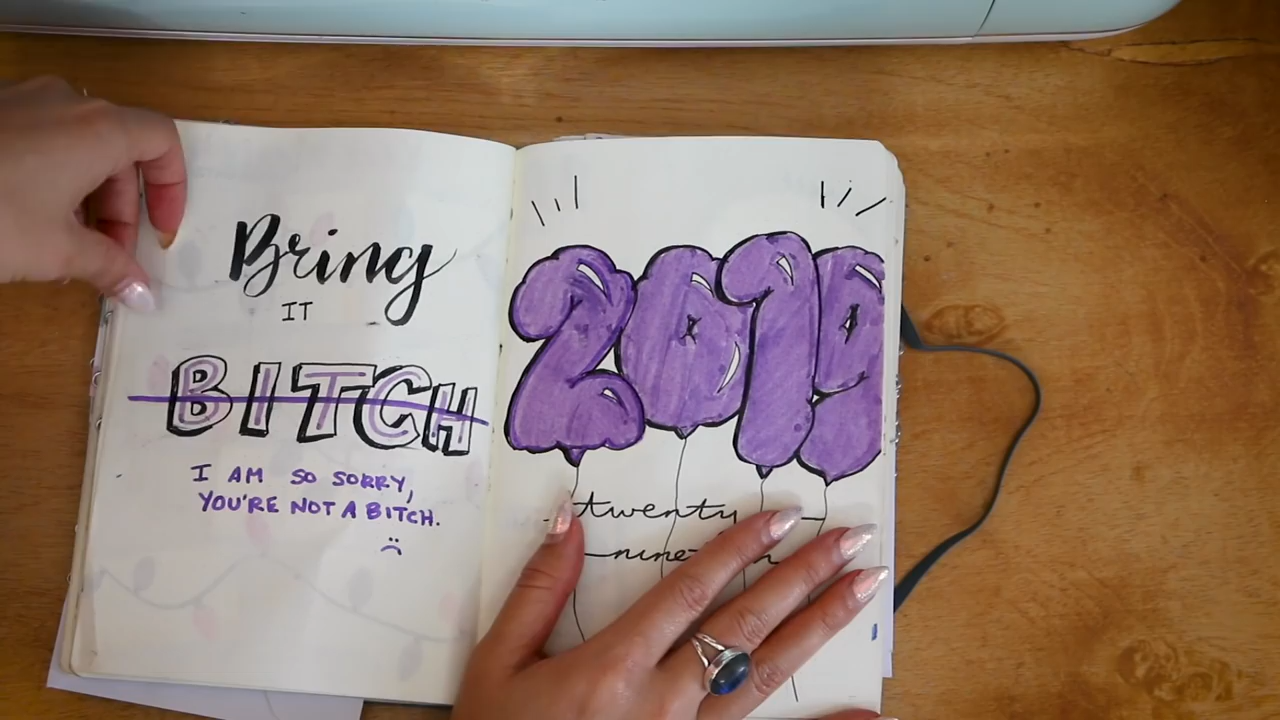 Bring
IT
BITCH
I AM SO SORRY,
YOU'RE NOT A BITCH.
2019
twenty